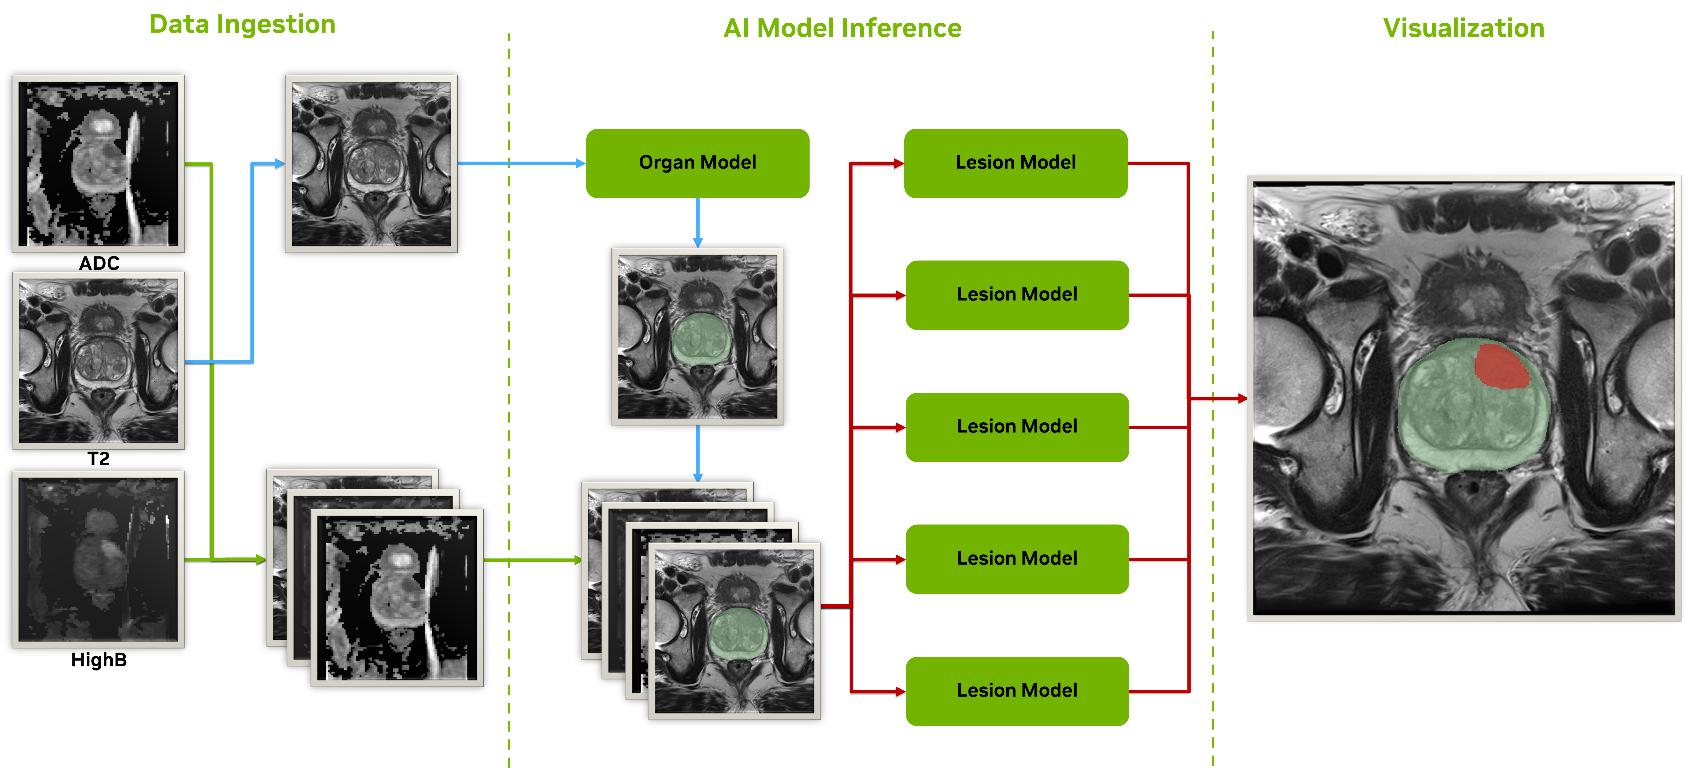 Data Ingestion
AI Model Inference
Visualization
ADC
T2
HighB
Organ Model
Lesion Model
Lesion Model
Lesion Model
Lesion Model
Lesion Model